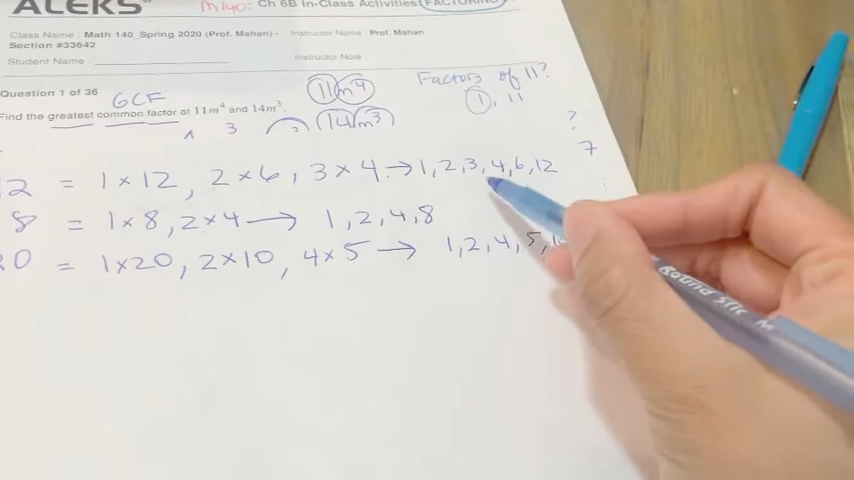 ALEKS® M140: Ch 6B In-Class Activities (FACTORING)
Class Name: Math 140_Spring 2020 (Prof. Mahan) - Instructor Name: Prof. Mahan
Section #33642
Student Name: Instructor Note:
Question 1 of 36
GCF
11m⁴
Factors of 11?
1, 11
Find the greatest common factor of 11m⁴ and 14m³.
14m³
?
7
12 = 1×12, 2×6, 3×4 → 1,2,3,4,6,12
8 = 1×8, 2×4 → 1,2,4,8
20 = 1×20, 2×10, 4×5 → 1,2,4,5,